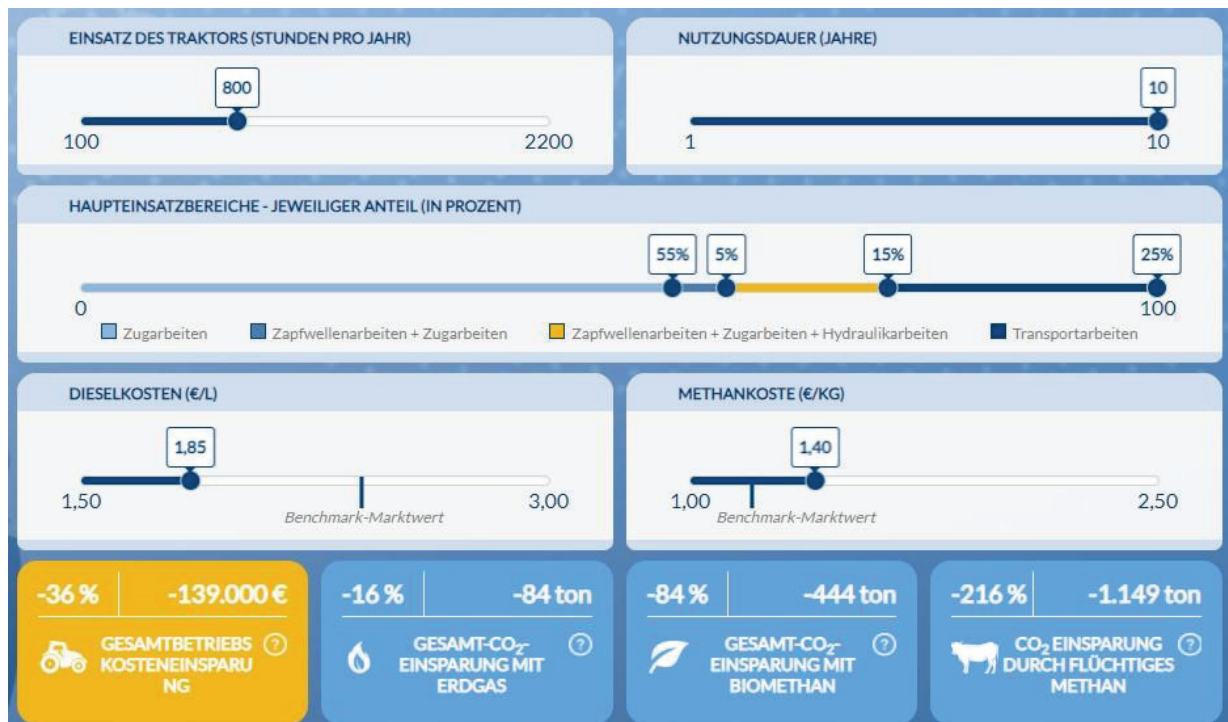 EINSATZ DES TRAKTORS (STUNDEN PRO JAHR)
800
100
2200
NUTZUNGSDAUER (JAHRE)
10
1
10
HAUPTEINSATZBEREICHE - JEWEILIGER ANTEIL (IN PROZENT)
55% 5% 15% 25%
0
100
Zugarbeiten
Zapfwellenarbeiten + Zugarbeiten
Zapfwellenarbeiten + Zugarbeiten + Hydraulikarbeiten
Transportarbeiten
DIESELKOSTEN (€/L)
1,85
1,50
3,00
Benchmark-Marktwert
METHANKOSTE (€/KG)
1,40
1,00
2,50
Benchmark-Marktwert
-36 % -139.000 €
GESAMTBETRIEBS ?
KOSTENEINSPARU
NG
-16 % -84 ton
GESAMT-CO₂- ?
EINSPARUNG MIT
ERDGAS
-84 % -444 ton
GESAMT-CO₂- ?
EINSPARUNG MIT
BIOMETHAN
-216 % -1.149 ton
CO₂ EINSPARUNG ?
DURCH FLÜCHTIGES
METHAN